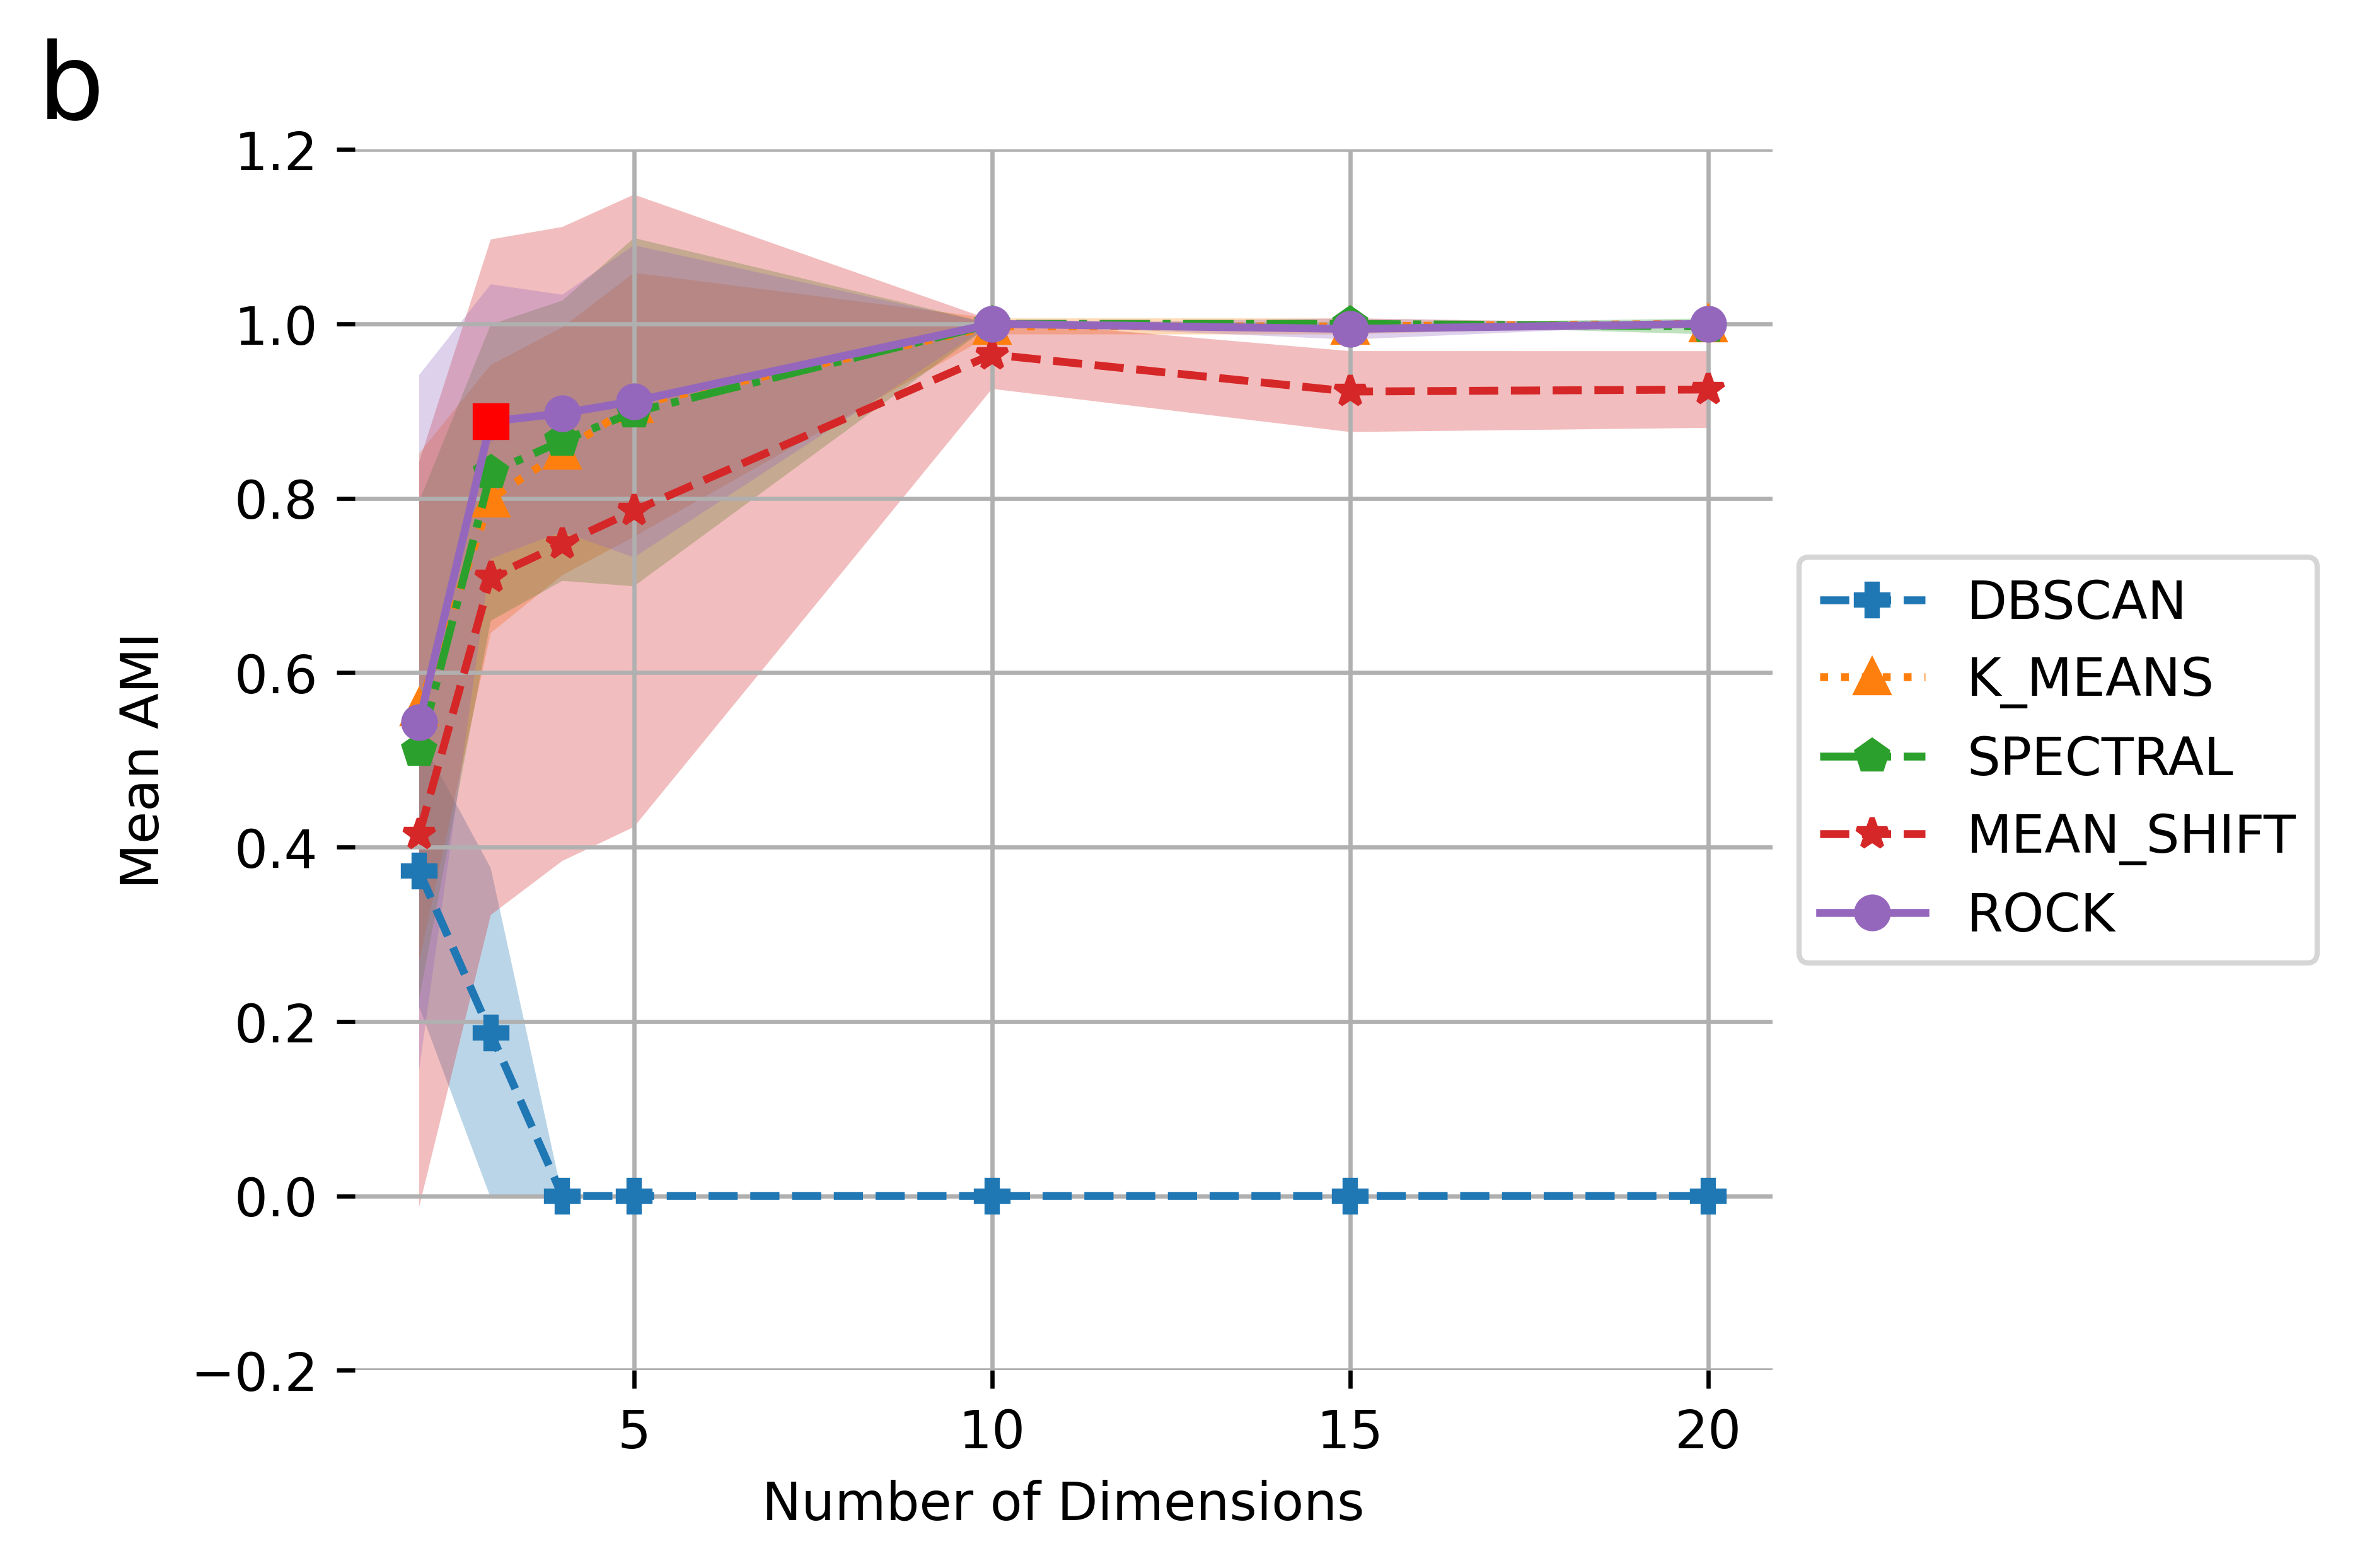 b
1.2
1.0
0.8
0.6
0.4
0.2
0.0
−0.2
Mean AMI
5 10 15 20
Number of Dimensions
DBSCAN
K_MEANS
SPECTRAL
MEAN_SHIFT
ROCK